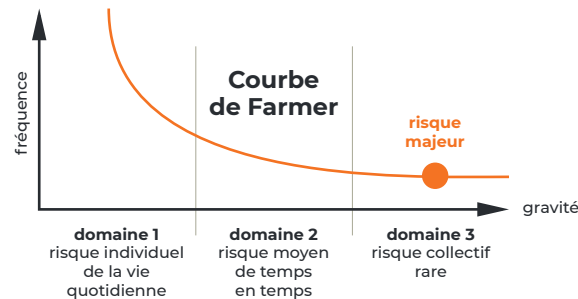 Courbe
de Farmer
fréquence
risque
majeur
gravité
domaine 1
risque individuel
de la vie
quotidienne
domaine 2
risque moyen
de temps
en temps
domaine 3
risque collectif
rare